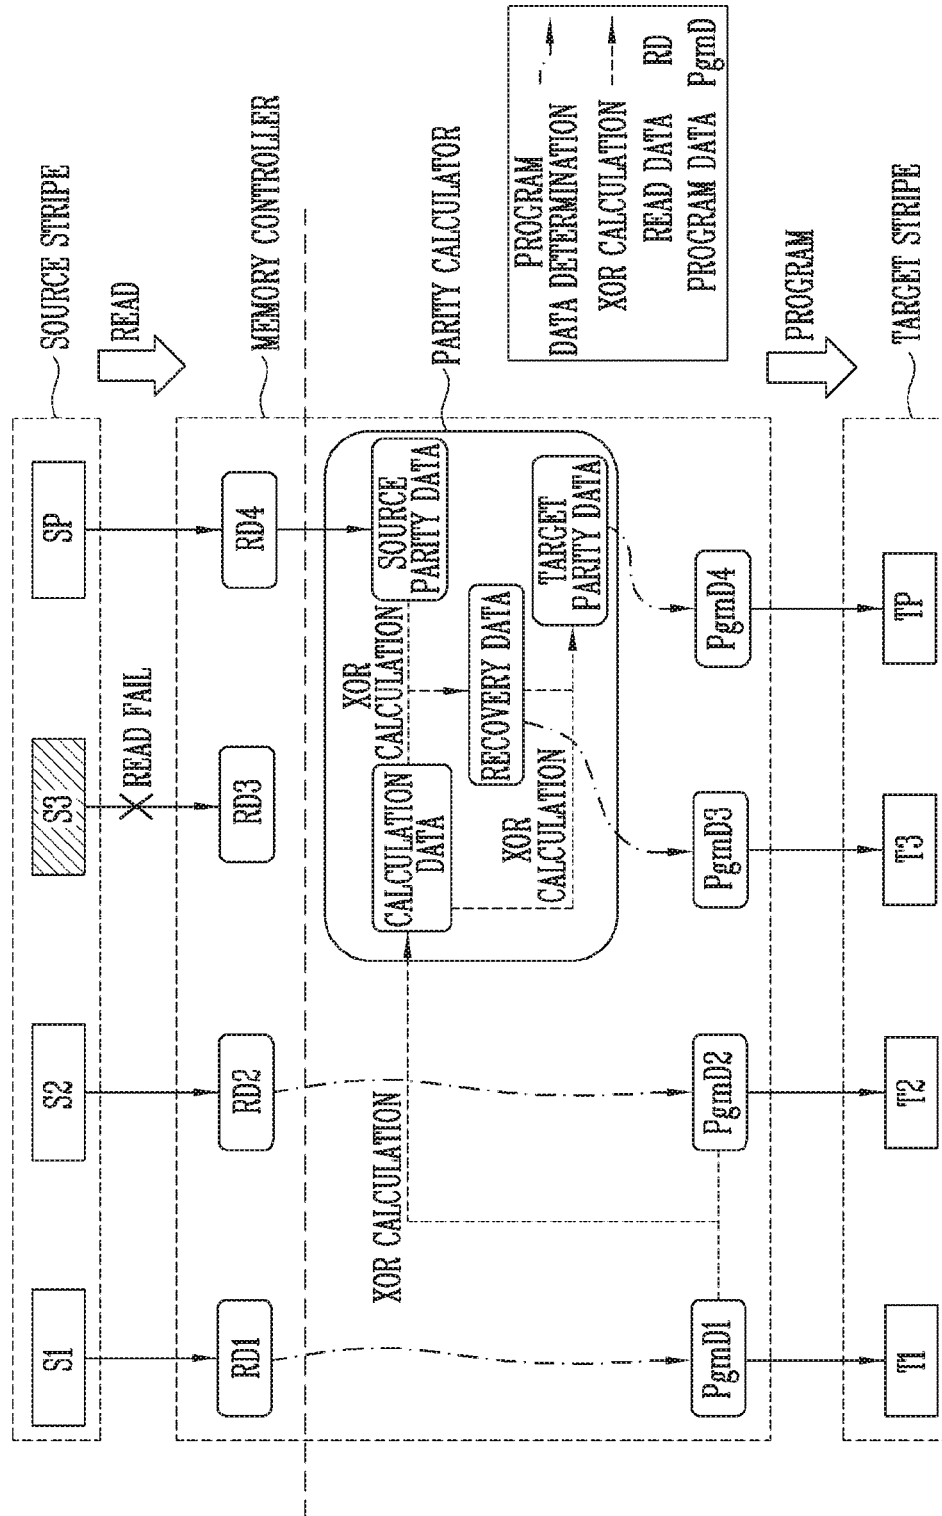 SOURCE STRIPE
S1
S2
S3
SP
READ
READ FAIL
MEMORY CONTROLLER
RD1
RD2
RD3
RD4
PARITY CALCULATOR
XOR CALCULATION
CALCULATION
DATA
XOR
CALCULATION
SOURCE
PARITY DATA
RECOVERY DATA
XOR
CALCULATION
TARGET
PARITY DATA
PgmD1
PgmD2
PgmD3
PgmD4
PROGRAM
DATA DETERMINATION
XOR CALCULATION
READ DATA RD
PROGRAM DATA PgmD
PROGRAM
T1
T2
T3
TP
TARGET STRIPE